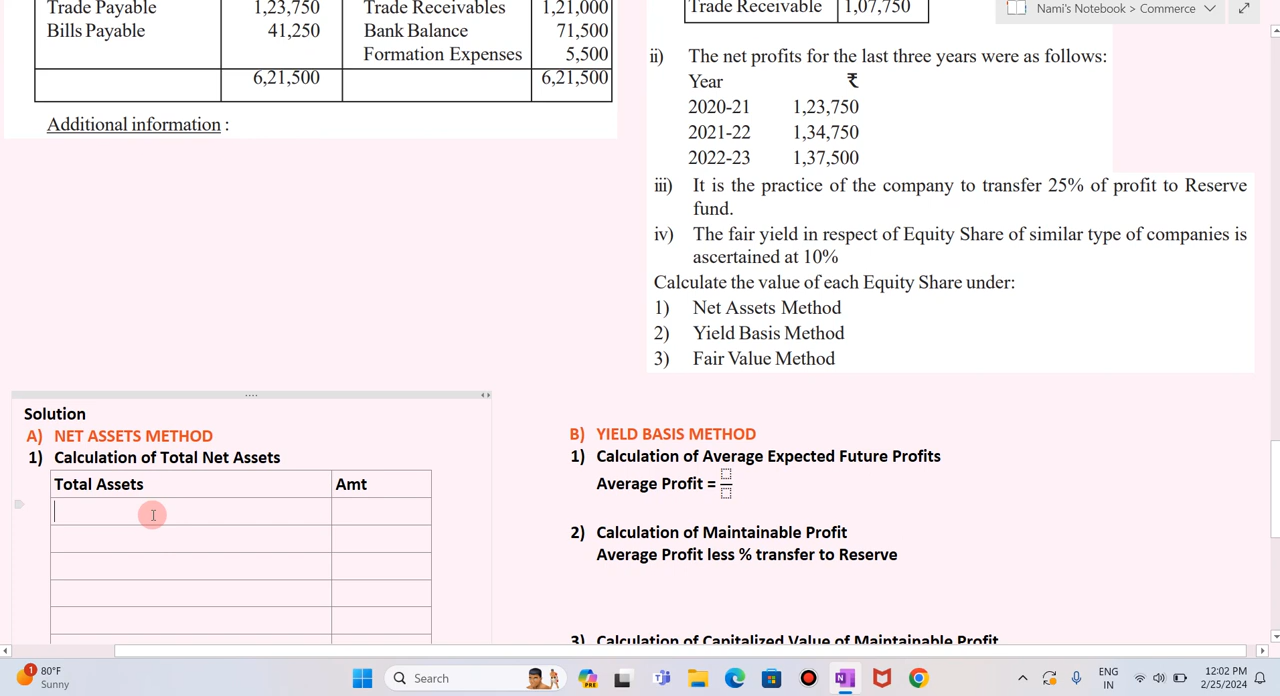 Trade Payable 1,23,750 Trade Receivables 1,21,000
Bills Payable 41,250 Bank Balance 71,500
Formation Expenses 5,500
6,21,500 6,21,500
Additional information :
Trade Receivable 1,07,750
Nami's Notebook > Commerce
ii) The net profits for the last three years were as follows:
Year ₹
2020-21 1,23,750
2021-22 1,34,750
2022-23 1,37,500
iii) It is the practice of the company to transfer 25% of profit to Reserve
fund.
iv) The fair yield in respect of Equity Share of similar type of companies is
ascertained at 10%
Calculate the value of each Equity Share under:
1) Net Assets Method
2) Yield Basis Method
3) Fair Value Method
Solution
A) NET ASSETS METHOD
1) Calculation of Total Net Assets
Total Assets Amt
B) YIELD BASIS METHOD
1) Calculation of Average Expected Future Profits
Average Profit =
2) Calculation of Maintainable Profit
Average Profit less % transfer to Reserve
3) Calculation of Capitalized Value of Maintainable Profit
1
80°F
Sunny
Search
PRE
ENG
IN
12:02 PM
2/25/2024